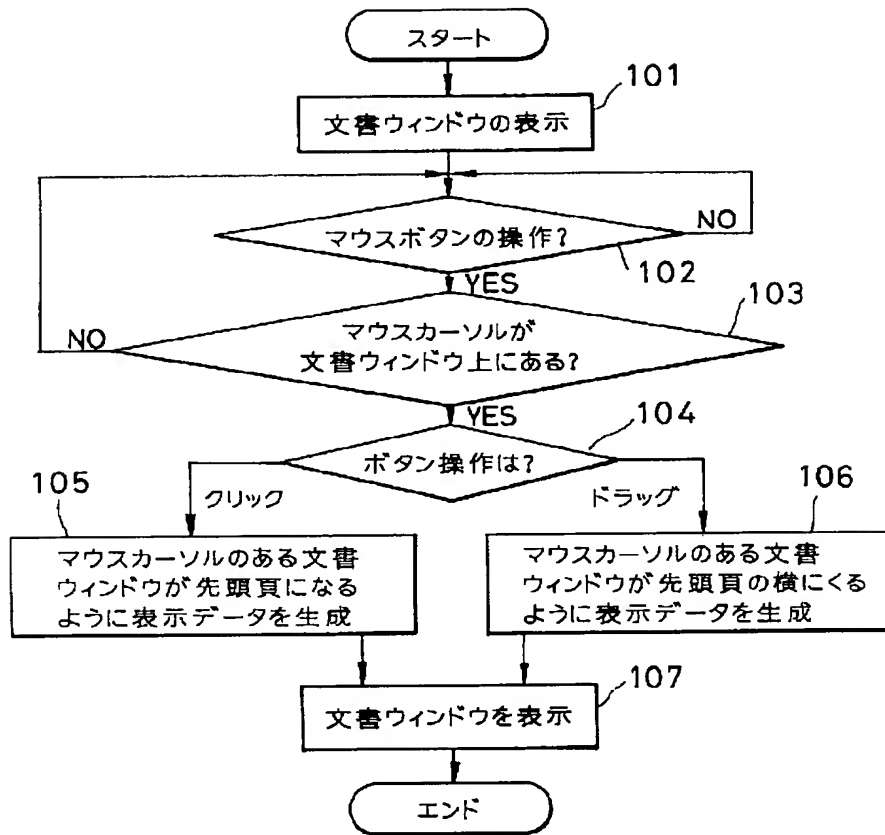 スタート
101
文書ウィンドウの表示
マウスボタンの操作?
NO
102
YES
103
マウスカーソルが
文書ウィンドウ上にある?
NO
YES
104
ボタン操作は?
105
クリック
ドラッグ
106
マウスカーソルのある文書
ウィンドウが先頭頁になる
ように表示データを生成
マウスカーソルのある文書
ウィンドウが先頭頁の横にくる
ように表示データを生成
107
文書ウィンドウを表示
エンド